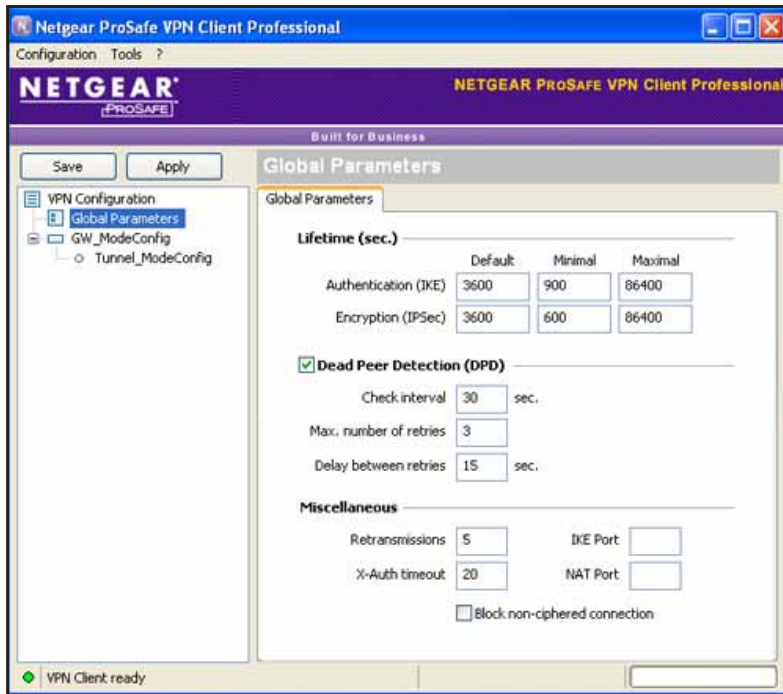 Netgear ProSafe VPN Client Professional
Configuration Tools ?
NETGEAR®
PROSAFE
NETGEAR PROSAFE VPN Client Professional
Built for Business
Save Apply
Global Parameters
VPN Configuration
Global Parameters
GW_ModeConfig
Tunnel_ModeConfig
Global Parameters
Lifetime (sec.)
Default Minimal Maximal
Authentication (IKE) 3600 900 86400
Encryption (IPSec) 3600 600 86400
Dead Peer Detection (DPD)
Check interval 30 sec.
Max. number of retries 3
Delay between retries 15 sec.
Miscellaneous
Retransmissions 5 IKE Port
X-Auth timeout 20 NAT Port
Block non-ciphered connection
VPN Client ready